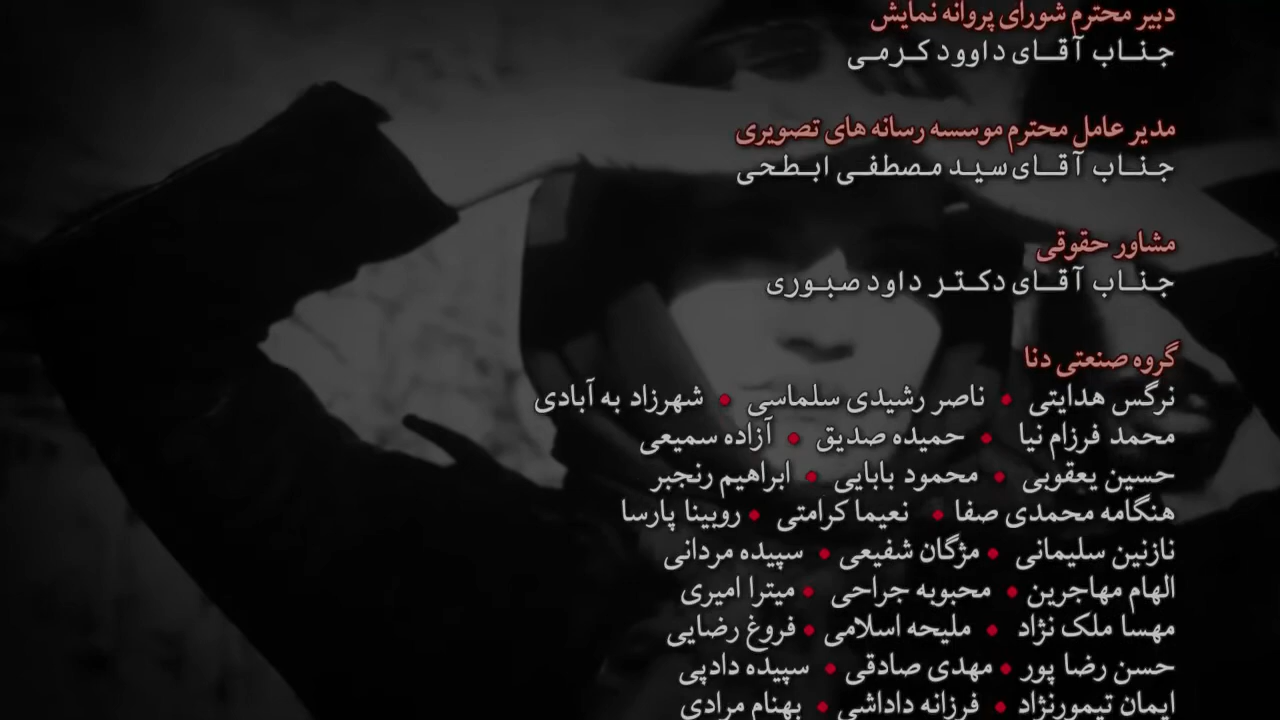 دبیر محترم شورای پروانه نمایش
جناب آقای داوود کرمی
مدیر عامل محترم موسسه رسانه های تصویری
جناب آقای سید مصطفی ابطحی
مشاور حقوقی
جناب آقای دکتر داود صبوری
گروه صنعتی دنا
نرگس هدایتی • ناصر رشیدی سلماسی • شهرزاد به آبادی
محمد فرزام نیا • حمیده صدیق • آزاده سمیعی
حسین یعقوبی • محمود بابایی • ابراهیم رنجبر
هنگامه محمدی صفا • نعیما کرامتی • روبینا پارسا
نازنین سلیمانی • مژگان شفیعی • سپیده مردانی
الهام مهاجرین • محبوبه جراحی • میترا امیری
مهسا ملک نژاد • ملیحه اسلامی • فروغ رضایی
حسن رضا پور • مهدی صادقی • سپیده دادپی
ایمان تیمورنژاد • فرزانه داداشی • بهنام مرادی